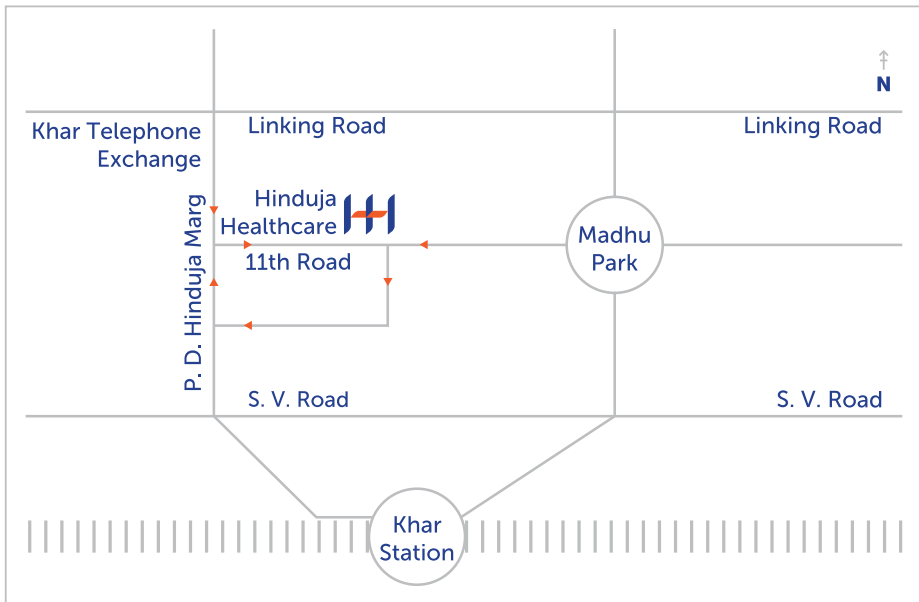 N
Linking Road
Linking Road
Khar Telephone
Exchange
Hinduja
Healthcare
P. D. Hinduja Marg
11th Road
Madhu
Park
S. V. Road
S. V. Road
Khar
Station